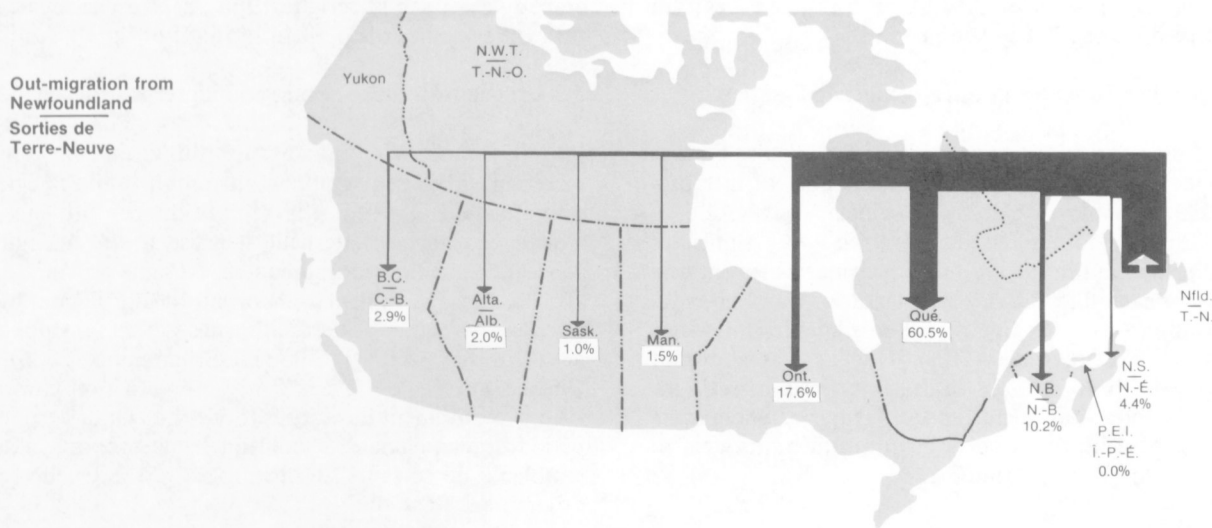 Out-migration from
Newfoundland
Sorties de
Terre-Neuve
Yukon
N.W.T.
T.-N.-O.
B.C.
C.-B.
2.9%
Alta.
Alb.
2.0%
Sask.
1.0%
Man.
1.5%
Ont.
17.6%
Qué.
60.5%
N.B.
N.-B.
10.2%
P.E.I.
Î.-P.-É.
0.0%
N.S.
N.-É.
4.4%
Nfld.
T.-N.